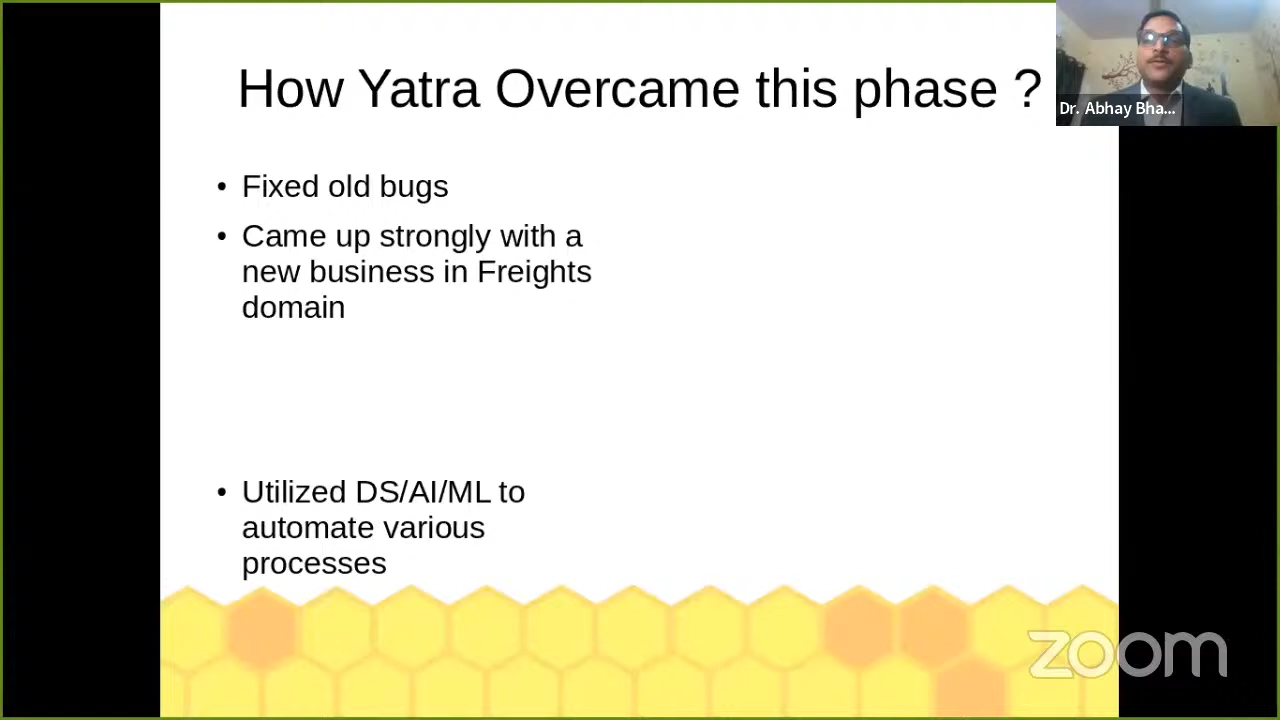 How Yatra Overcame this phase ?
Dr. Abhay Bha...
• Fixed old bugs
• Came up strongly with a
new business in Freights
domain
• Utilized DS/AI/ML to
automate various
processes
zoom